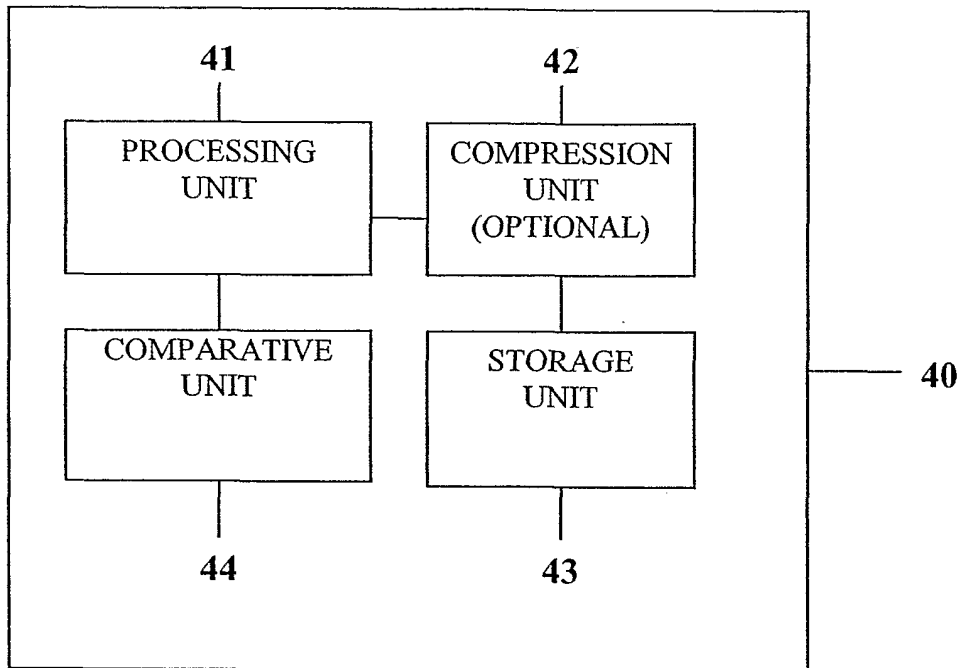 41
42
PROCESSING
UNIT
COMPRESSION
UNIT
(OPTIONAL)
COMPARATIVE
UNIT
STORAGE
UNIT
40
44
43